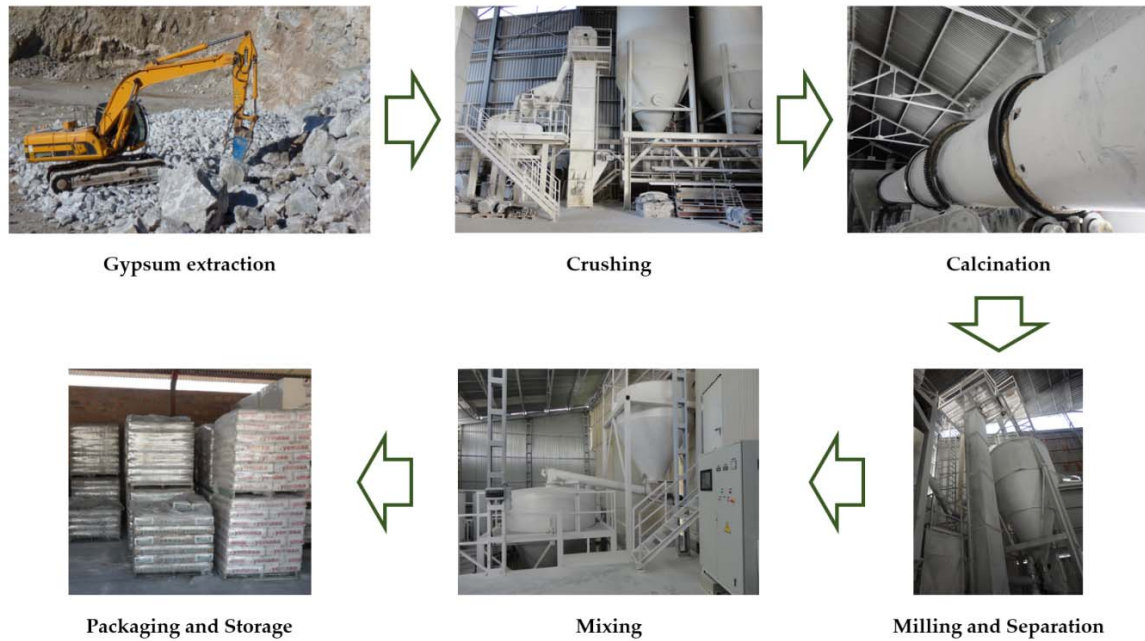 Gypsum extraction
Crushing
Calcination
Packaging and Storage
Mixing
Milling and Separation